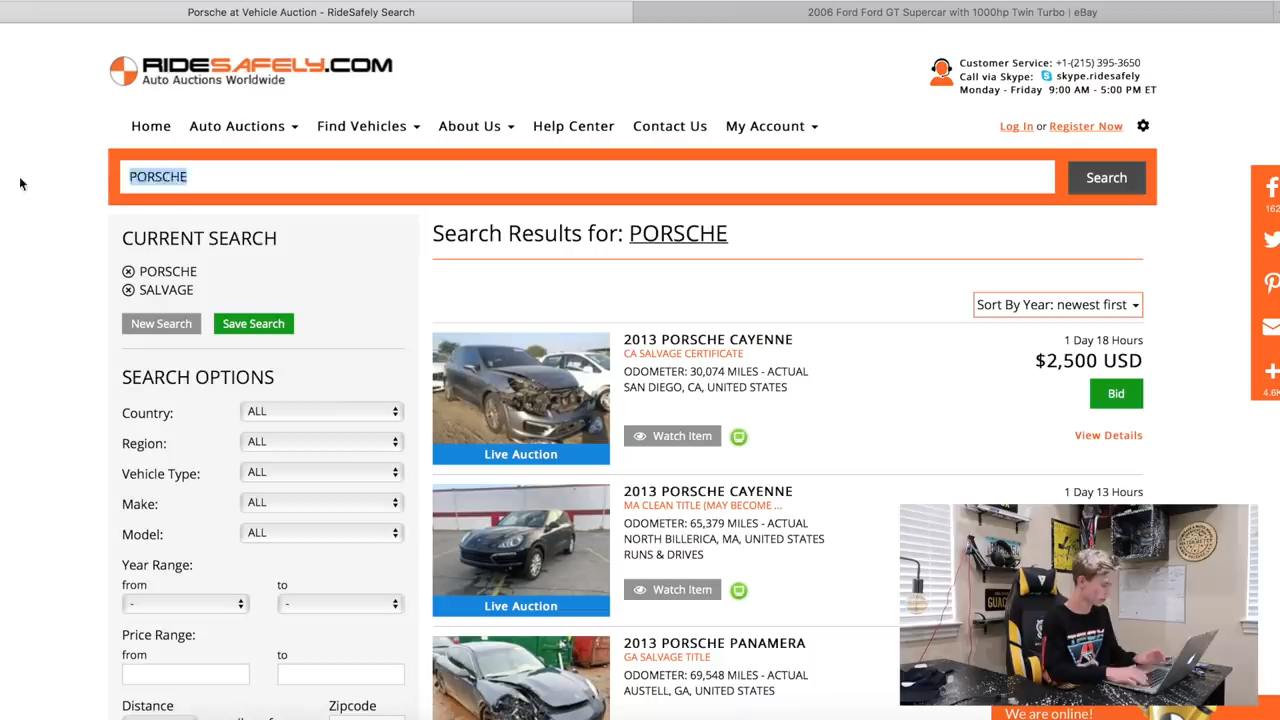 Porsche at Vehicle Auction - RideSafely Search
2006 Ford Ford GT Supercar with 1000hp Twin Turbo | eBay
RIDESAFELY.COM
Auto Auctions Worldwide
Customer Service: +1-(215) 395-3650
Call via Skype: skype.ridesafely
Monday - Friday 9:00 AM - 5:00 PM ET
Home Auto Auctions Find Vehicles About Us Help Center Contact Us My Account
Log In or Register Now
PORSCHE
Search
CURRENT SEARCH
PORSCHE
SALVAGE
New Search Save Search
SEARCH OPTIONS
Country: ALL
Region: ALL
Vehicle Type: ALL
Make: ALL
Model: ALL
Year Range:
from to
- -
Price Range:
from to
Distance Zipcode
Search Results for: PORSCHE
Sort By Year: newest first
2013 PORSCHE CAYENNE
CA SALVAGE CERTIFICATE
ODOMETER: 30,074 MILES - ACTUAL
SAN DIEGO, CA, UNITED STATES
Watch Item
Live Auction
1 Day 18 Hours
$2,500 USD
Bid
View Details
2013 PORSCHE CAYENNE
MA CLEAN TITLE (MAY BECOME ...
ODOMETER: 65,379 MILES - ACTUAL
NORTH BILLERICA, MA, UNITED STATES
RUNS & DRIVES
Watch Item
Live Auction
1 Day 13 Hours
2013 PORSCHE PANAMERA
GA SALVAGE TITLE
ODOMETER: 69,548 MILES - ACTUAL
AUSTELL, GA, UNITED STATES
162
4.6K
We are online!